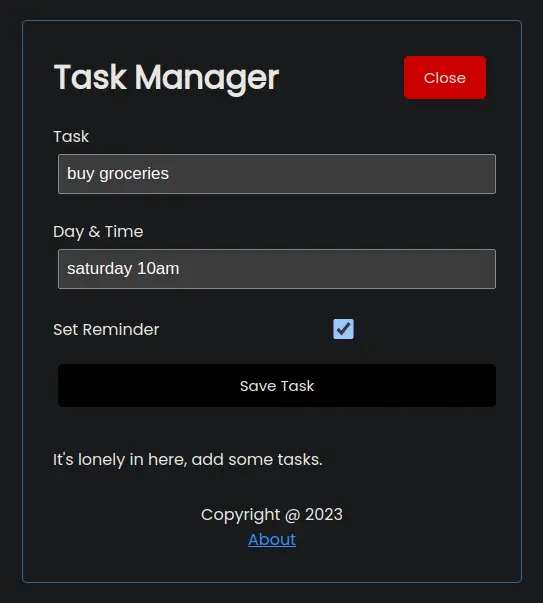 Task Manager
Close
Task
buy groceries
Day & Time
saturday 10am
Set Reminder
Save Task
It's lonely in here, add some tasks.
Copyright @ 2023
About